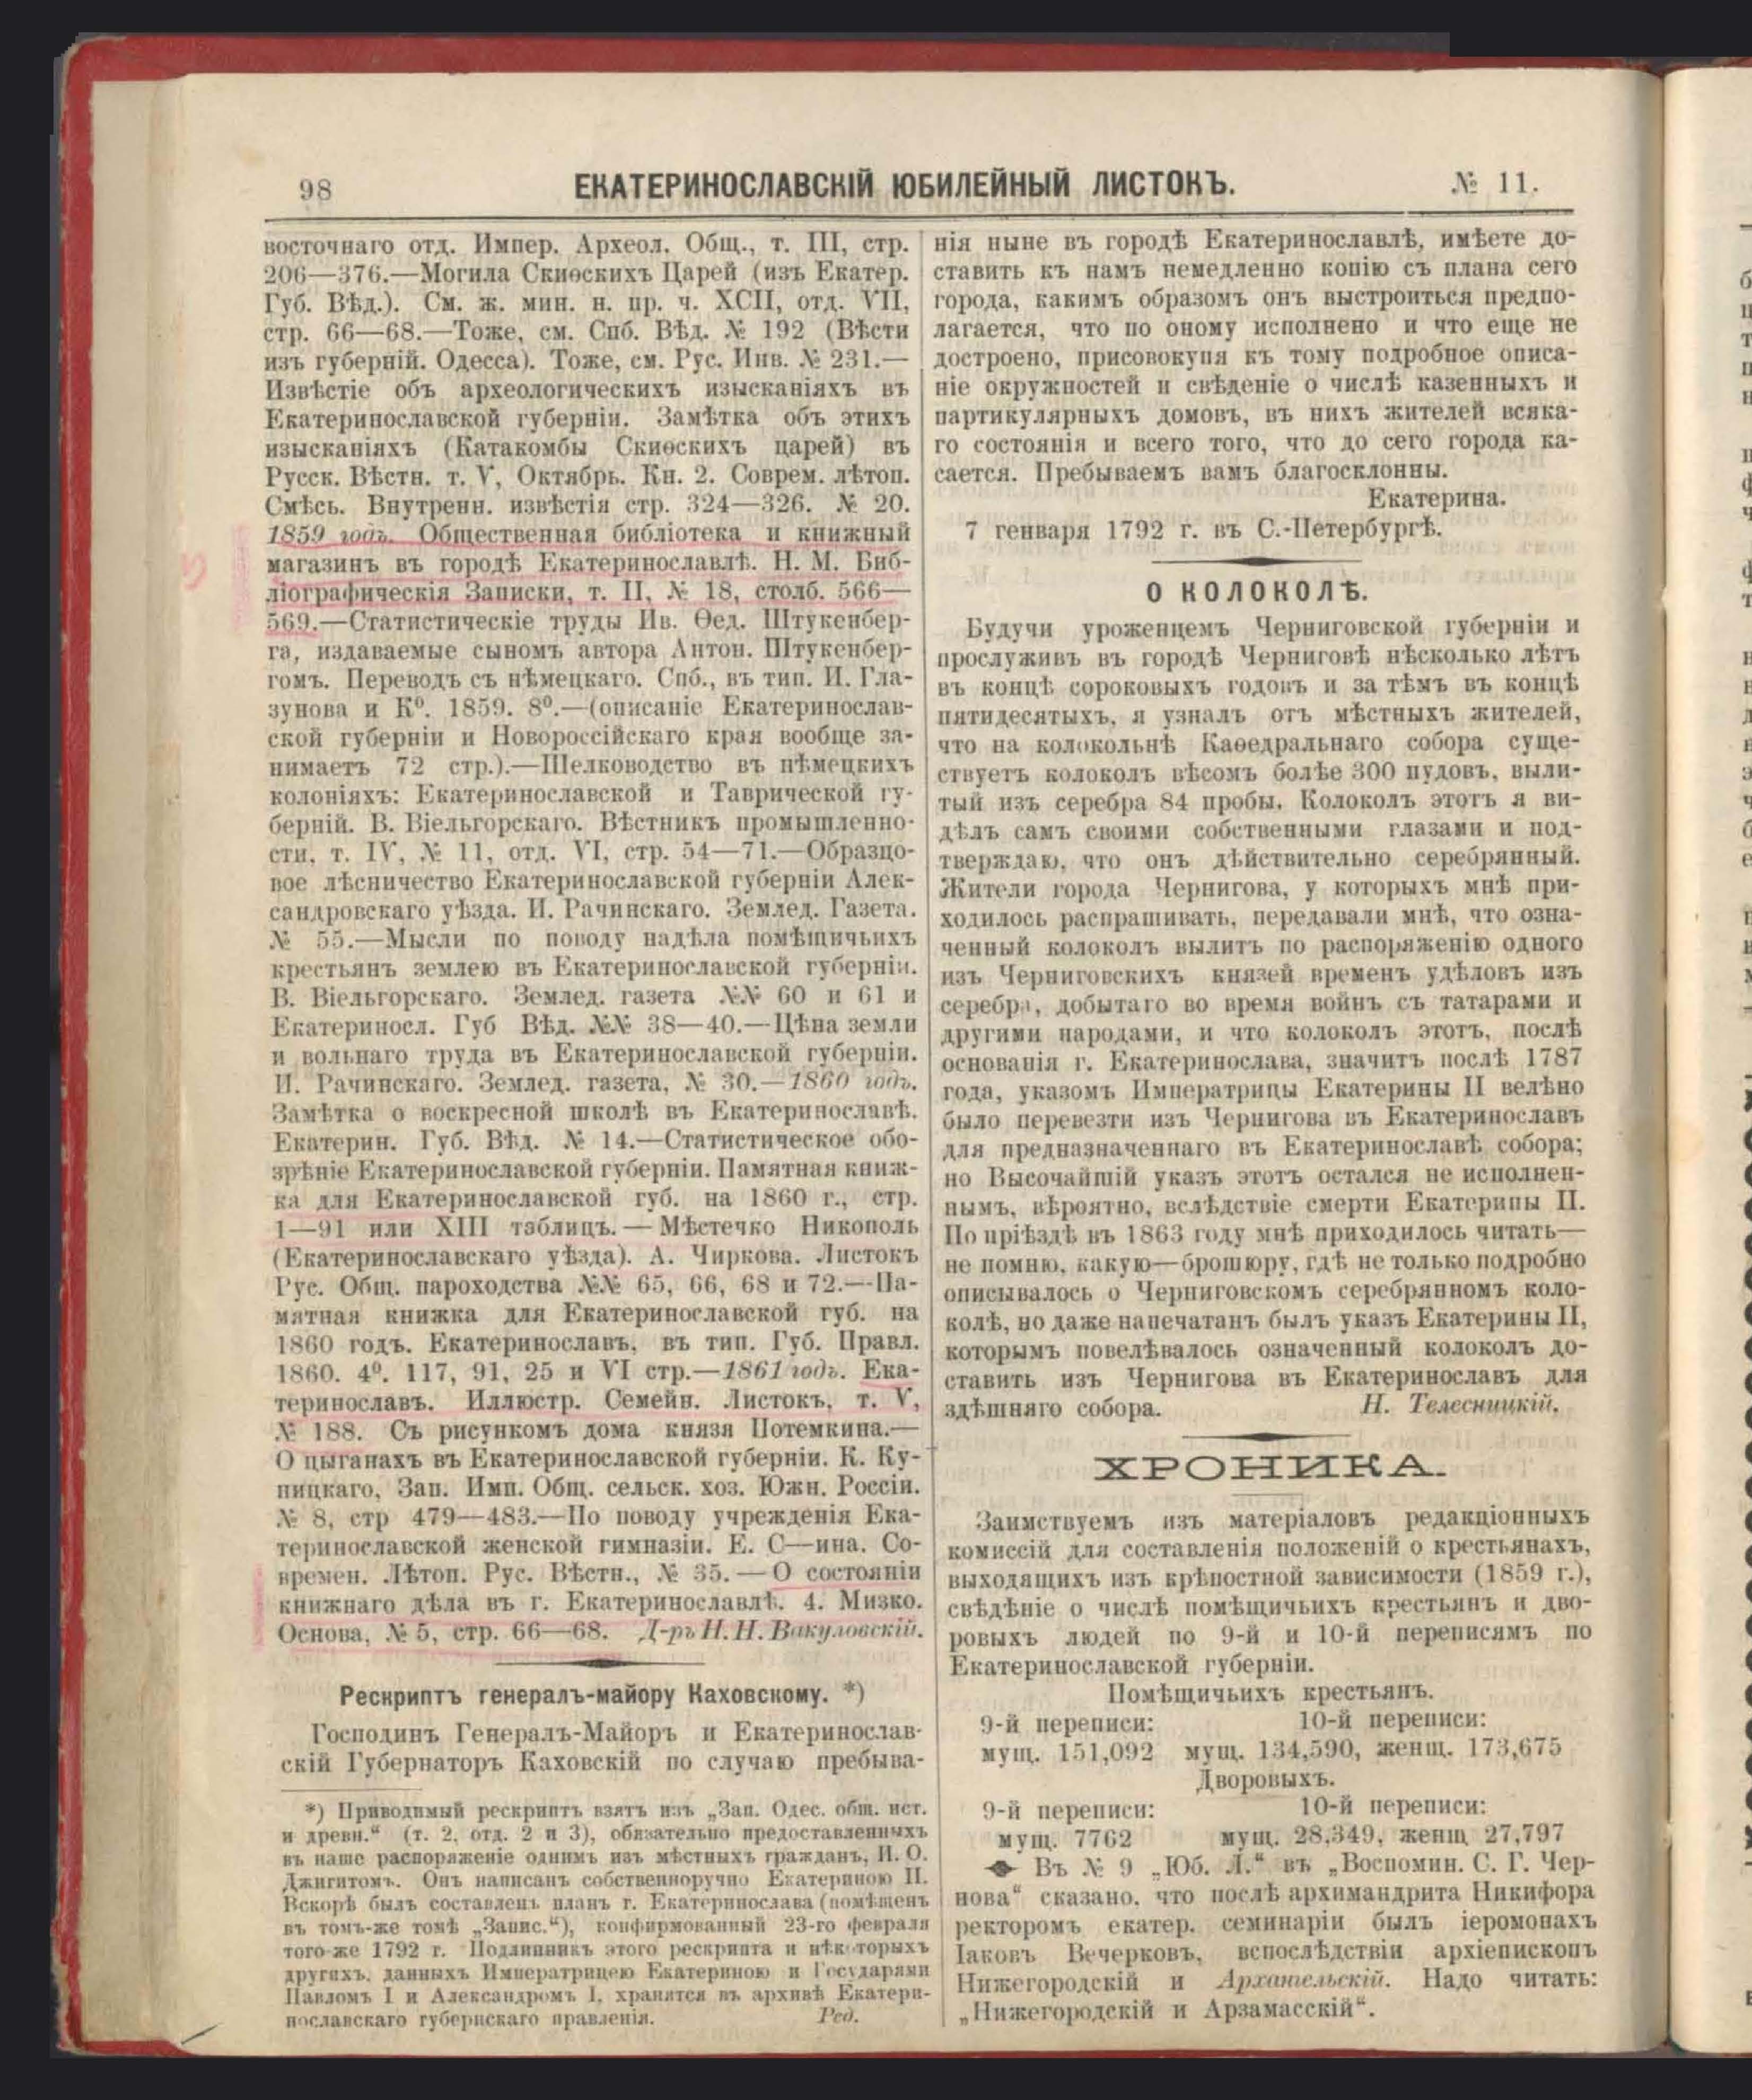 98
ЕКАТЕРИНОСЛАВСКІЙ ЮБИЛЕЙНЫЙ ЛИСТОКЪ.
№ 11.
восточнаго отд. Импер. Археол. Общ., т. III, стр.
206—376.—Могила Скиѳскихъ Царей (изъ Екатер.
Губ. Вѣд.). См. ж. мин. н. пр. ч. XCII, отд. VII,
стр. 66—68.—Тоже, см. Спб. Вѣд. № 192 (Вѣсти
изъ губерній. Одесса). Тоже, см. Рус. Инв. № 231.—
Извѣстіе объ археологическихъ изысканіяхъ въ
Екатеринославской губерніи. Замѣтка объ этихъ
изысканіяхъ (Катакомбы Скиѳскихъ царей) въ
Русск. Вѣстн. т. V, Октябрь. Кн. 2. Соврем. лѣтоп.
Смѣсь. Внутренн. извѣстія стр. 324—326. № 20.
1859 годъ. Общественная библіотека и книжный
магазинъ въ городѣ Екатеринославлѣ. Н. М. Биб-
ліографическія Записки, т. II, № 18, столб. 566—
569.—Статистическіе труды Ив. Ѳед. Штукенбер-
га, издаваемые сыномъ автора Антон. Штукенбер-
гомъ. Переводъ съ нѣмецкаго. Спб., въ тип. И. Гла-
зунова и К⁰. 1859. 8⁰.—(описаніе Екатеринослав-
ской губерніи и Новороссійскаго края вообще за-
нимаетъ 72 стр.).—Шелководство въ нѣмецкихъ
колоніяхъ: Екатеринославской и Таврической гу-
берній. В. Віельгорскаго. Вѣстникъ промышленно-
сти, т. IV, № 11, отд. VI, стр. 54—71.—Образцо-
вое лѣсничество Екатеринославской губерніи Алек-
сандровскаго уѣзда. И. Рачинскаго. Землед. Газета.
№ 55.—Мысли по поводу надѣла помѣщичьихъ
крестьянъ землею въ Екатеринославской губерніи.
В. Віельгорскаго. Землед. газета №№ 60 и 61 и
Екатериносл. Губ Вѣд. №№ 38—40.—Цѣна земли
и вольнаго труда въ Екатеринославской губерніи.
И. Рачинскаго. Землед. газета, № 30.—1860 годъ.
Замѣтка о воскресной школѣ въ Екатеринославѣ.
Екатерин. Губ. Вѣд. № 14.—Статистическое обо-
зрѣніе Екатеринославской губерніи. Памятная книж-
ка для Екатеринославской губ. на 1860 г., стр.
1—91 или XIII таблицъ.—Мѣстечко Никополь
(Екатеринославскаго уѣзда). А. Чиркова. Листокъ
Рус. Общ. пароходства №№ 65, 66, 68 и 72.—Па-
мятная книжка для Екатеринославской губ. на
1860 годъ. Екатеринославъ, въ тип. Губ. Правл.
1860. 4⁰. 117, 91, 25 и VI стр.—1861 годъ. Ека-
теринославъ. Иллюстр. Семейн. Листокъ, т. V,
№ 188. Съ рисункомъ дома князя Потемкина.—
О цыганахъ въ Екатеринославской губерніи. К. Ку-
ницкаго, Зап. Имп. Общ. сельск. хоз. Южн. Россіи.
№ 8, стр 479—483.—По поводу учрежденія Ека-
теринославской женской гимназіи. Е. С—ина. Со-
времен. Лѣтоп. Рус. Вѣстн., № 35.—О состояніи
книжнаго дѣла въ г. Екатеринославлѣ. 4. Мизко.
Основа, № 5, стр. 66—68. Д-ръ Н. Н. Вакуловскій.
Рескриптъ генералъ-майору Каховскому. *)
Господинъ Генералъ-Майоръ и Екатеринослав-
скій Губернаторъ Каховскій по случаю пребыва-
*) Приводимый рескриптъ взятъ изъ „Зап. Одес. общ. ист.
и древн.“ (т. 2, отд. 2 и 3), обязательно предоставленныхъ
въ наше распоряженіе однимъ изъ мѣстныхъ гражданъ, И. О.
Джигитомъ. Онъ написанъ собственноручно Екатериною II.
Вскорѣ былъ составленъ планъ г. Екатеринослава (помѣщенъ
въ томъ-же томѣ „Запис.“), конфирмованный 23-го февраля
того-же 1792 г. Подлинникъ этого рескрипта и нѣкоторыхъ
другихъ, данныхъ Императрицею Екатериною и Государями
Павломъ I и Александромъ I, хранятся въ архивѣ Екатери-
нославскаго губернскаго правленія. Ред.
нія ныне въ городѣ Екатеринославлѣ, имѣете до-
ставить къ намъ немедленно копію съ плана сего
города, какимъ образомъ онъ выстроиться предпо-
лагается, что по оному исполнено и что еще не
достроено, присовокупя къ тому подробное описа-
ніе окружностей и свѣденіе о числѣ казенныхъ и
партикулярныхъ домовъ, въ нихъ жителей всяка-
го состоянія и всего того, что до сего города ка-
сается. Пребываемъ вамъ благосклонны.
Екатерина.
7 генваря 1792 г. въ С.-Петербургѣ.
О КОЛОКОЛѢ.
Будучи уроженцемъ Черниговской губерніи и
прослуживъ въ городѣ Черниговѣ нѣсколько лѣтъ
въ концѣ сороковыхъ годовъ и за тѣмъ въ концѣ
пятидесятыхъ, я узналъ отъ мѣстныхъ жителей,
что на колокольнѣ Каѳедральнаго собора суще-
ствуетъ колоколъ вѣсомъ болѣе 300 пудовъ, выли-
тый изъ серебра 84 пробы. Колоколъ этотъ я ви-
дѣлъ самъ своими собственными глазами и под-
тверждаю, что онъ дѣйствительно серебрянный.
Жители города Чернигова, у которыхъ мнѣ при-
ходилось распрашивать, передавали мнѣ, что озна-
ченный колоколъ вылитъ по распоряженію одного
изъ Черниговскихъ князей временъ удѣловъ изъ
серебра, добытаго во время войнъ съ татарами и
другими народами, и что колоколъ этотъ, послѣ
основанія г. Екатеринослава, значитъ послѣ 1787
года, указомъ Императрицы Екатерины II велѣно
было перевезти изъ Чернигова въ Екатеринославъ
для предназначеннаго въ Екатеринославѣ собора;
но Высочайшій указъ этотъ остался не исполнен-
нымъ, вѣроятно, вслѣдствіе смерти Екатерины II.
По пріѣздѣ въ 1863 году мнѣ приходилось читать—
не помню, какую—брошюру, гдѣ не только подробно
описывалось о Черниговскомъ серебрянномъ коло-
колѣ, но даже напечатанъ былъ указъ Екатерины II,
которымъ повелѣвалось означенный колоколъ до-
ставить изъ Чернигова въ Екатеринославъ для
здѣшняго собора. Н. Телесницкій.
ХРОНИКА.
Заимствуемъ изъ матеріаловъ редакціонныхъ
комиссій для составленія положеній о крестьянахъ,
выходящихъ изъ крѣпостной зависимости (1859 г.),
свѣдѣніе о числѣ помѣщичьихъ крестьянъ и дво-
ровыхъ людей по 9-й и 10-й переписямъ по
Екатеринославской губерніи.
Помѣщичьихъ крестьянъ.
9-й переписи: 10-й переписи:
мущ. 151,092 мущ. 134,590, женщ. 173,675
Дворовыхъ.
9-й переписи: 10-й переписи:
мущ. 7762 мущ. 28,349, женщ 27,797
Въ № 9 „Юб. Л.“ въ „Воспомин. С. Г. Чер-
нова“ сказано, что послѣ архимандрита Никифора
ректоромъ екатер. семинаріи былъ іеромонахъ
Іаковъ Вечерковъ, вспослѣдствіи архіепископъ
Нижегородскій и Архангельскій. Надо читать:
„Нижегородскій и Арзамасскій“.